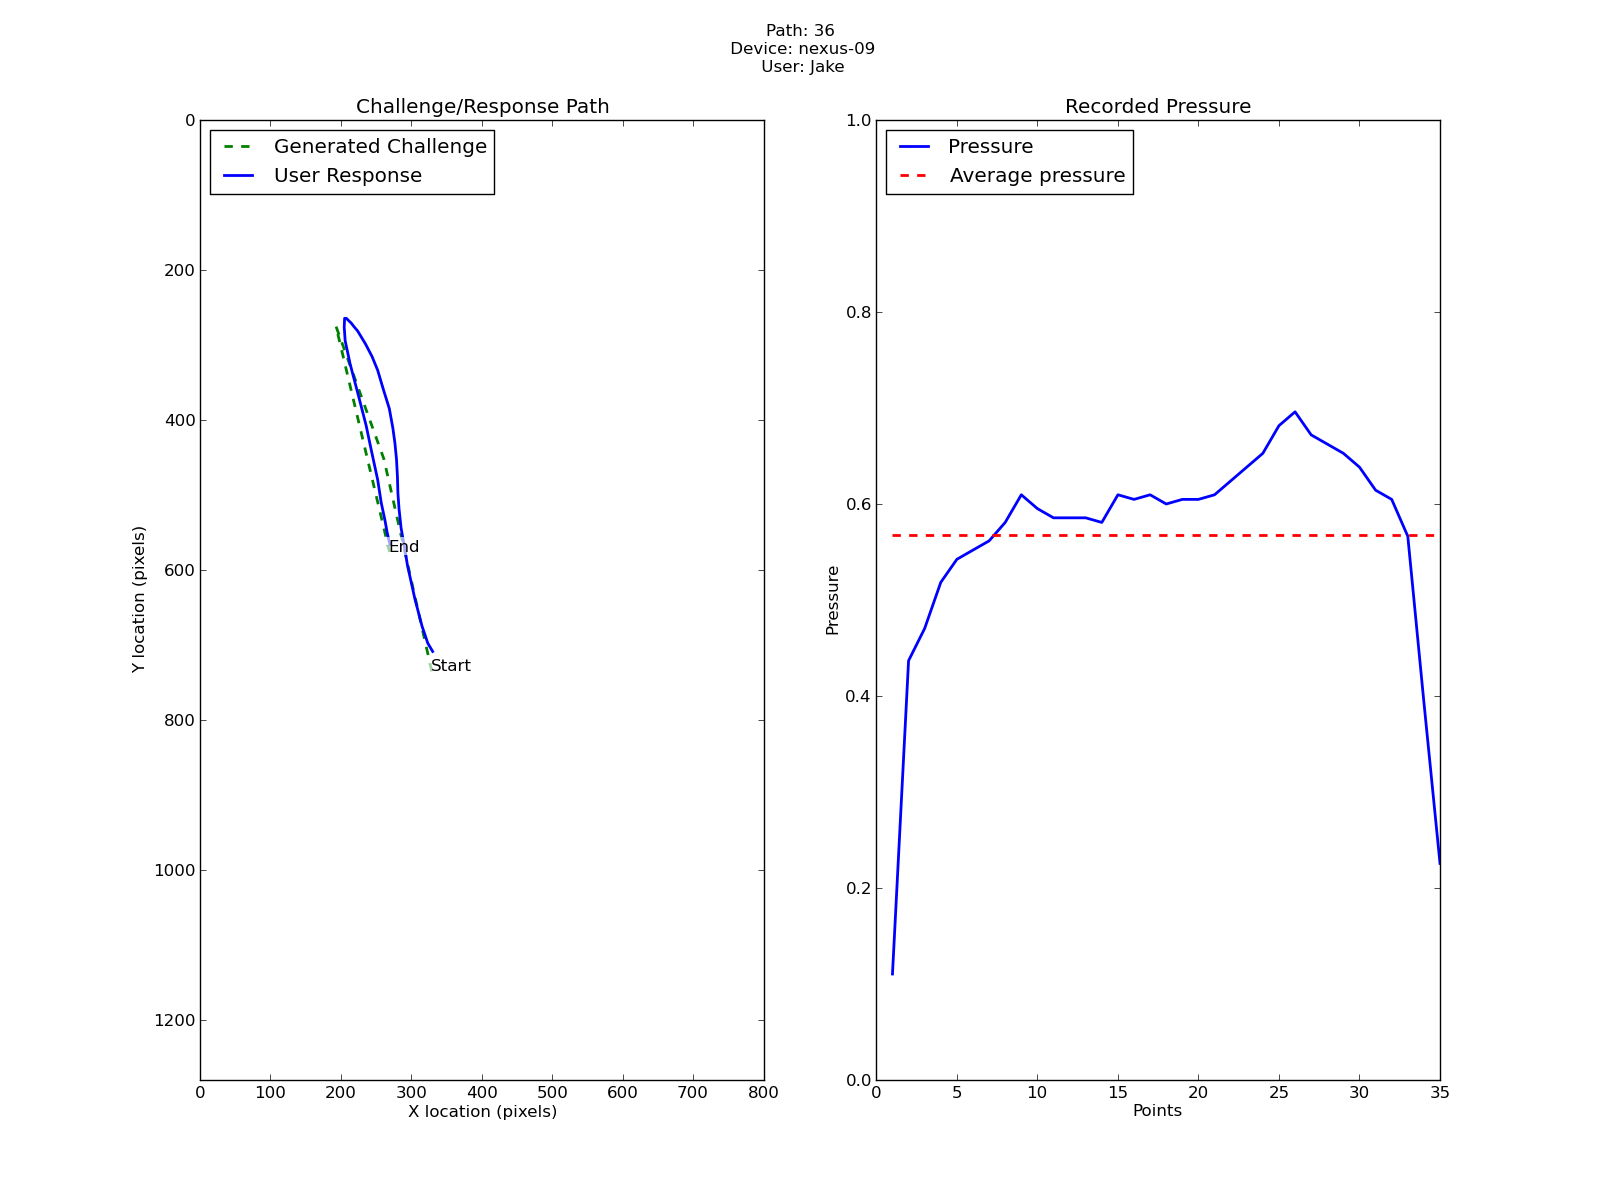 Path: 36
Device: nexus-09
User: Jake
Challenge/Response Path
Generated Challenge
User Response
0
200
400
600
800
1000
1200
Y location (pixels)
End
Start
0 100 200 300 400 500 600 700 800
X location (pixels)
Recorded Pressure
Pressure
Average pressure
1.0
0.8
0.6
0.4
0.2
0.0
Pressure
0 5 10 15 20 25 30 35
Points